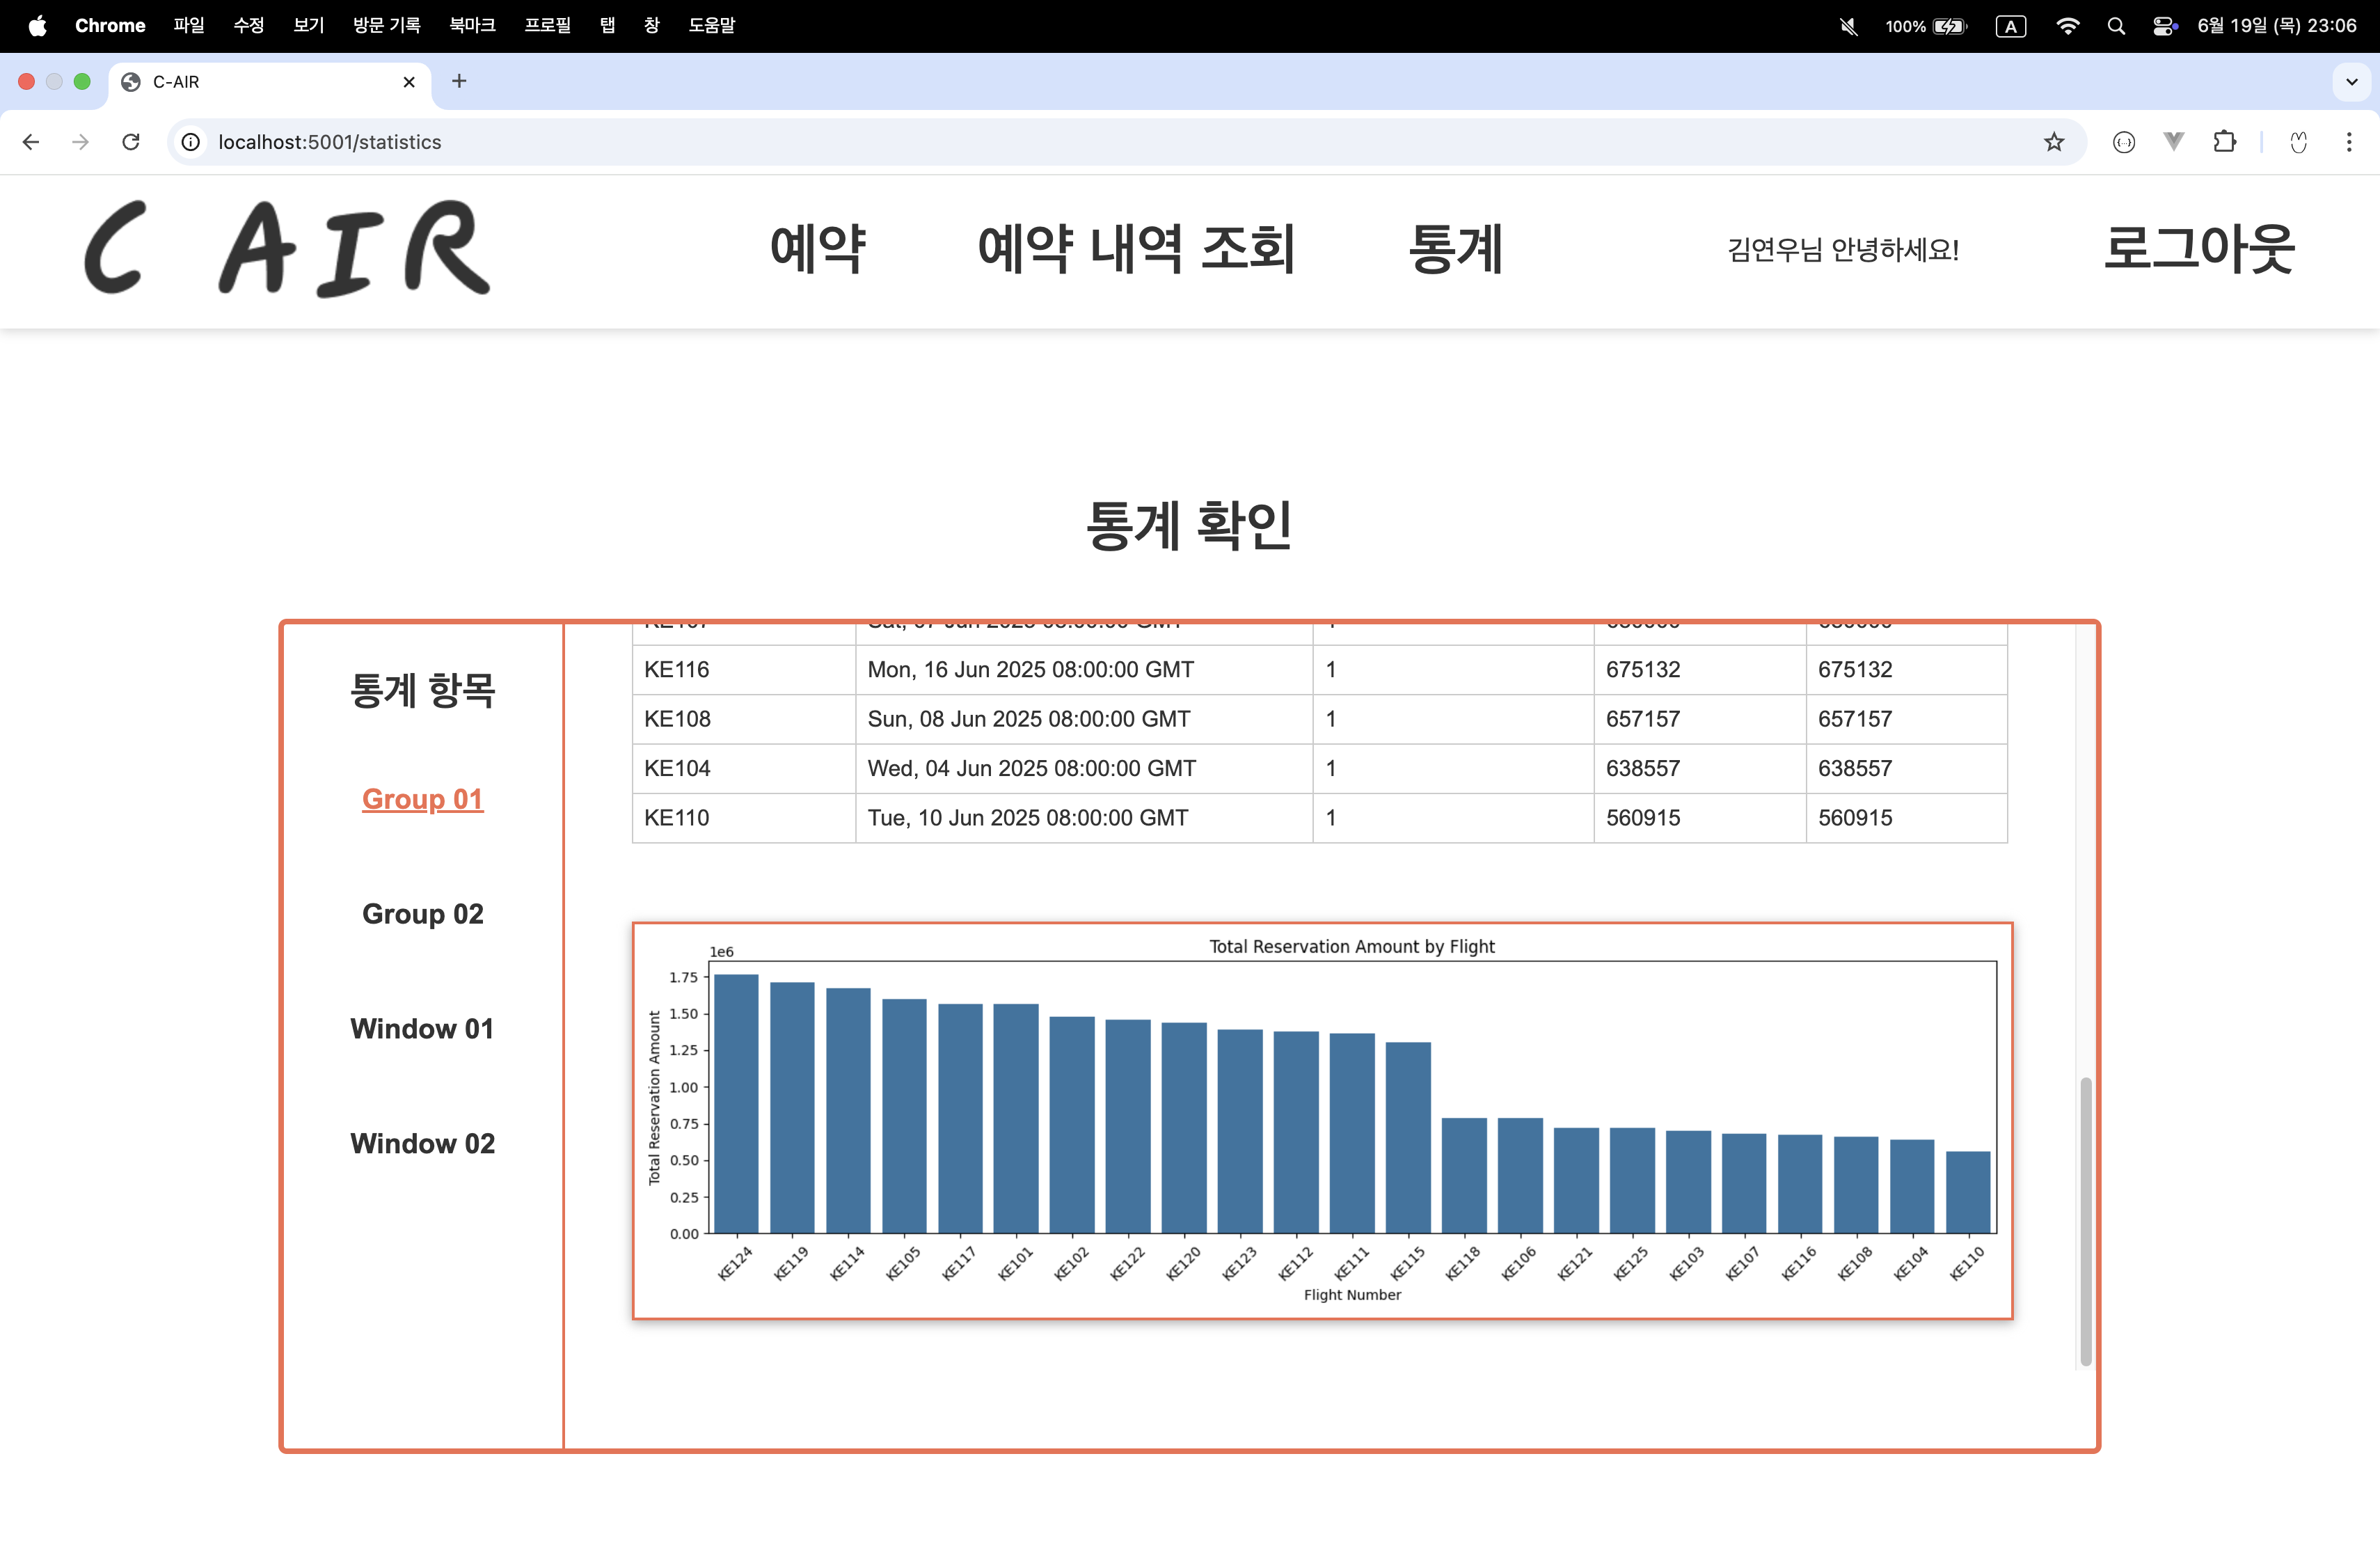 Chrome 파일 수정 보기 방문 기록 북마크 프로필 탭 창 도움말 100% A 6월 19일 (목) 23:06
C-AIR
localhost:5001/statistics
C AIR 예약 예약 내역 조회 통계 김연우님 안녕하세요! 로그아웃
통계 확인
통계 항목
Group 01
Group 02
Window 01
Window 02
KE116 Mon, 16 Jun 2025 08:00:00 GMT 1 675132 675132
KE108 Sun, 08 Jun 2025 08:00:00 GMT 1 657157 657157
KE104 Wed, 04 Jun 2025 08:00:00 GMT 1 638557 638557
KE110 Tue, 10 Jun 2025 08:00:00 GMT 1 560915 560915
Total Reservation Amount by Flight
1e6
1.75
1.50
1.25
1.00
0.75
0.50
0.25
0.00
Total Reservation Amount
KE124 KE119 KE114 KE105 KE117 KE101 KE102 KE122 KE120 KE123 KE112 KE111 KE115 KE118 KE106 KE121 KE125 KE103 KE107 KE116 KE108 KE104 KE110
Flight Number